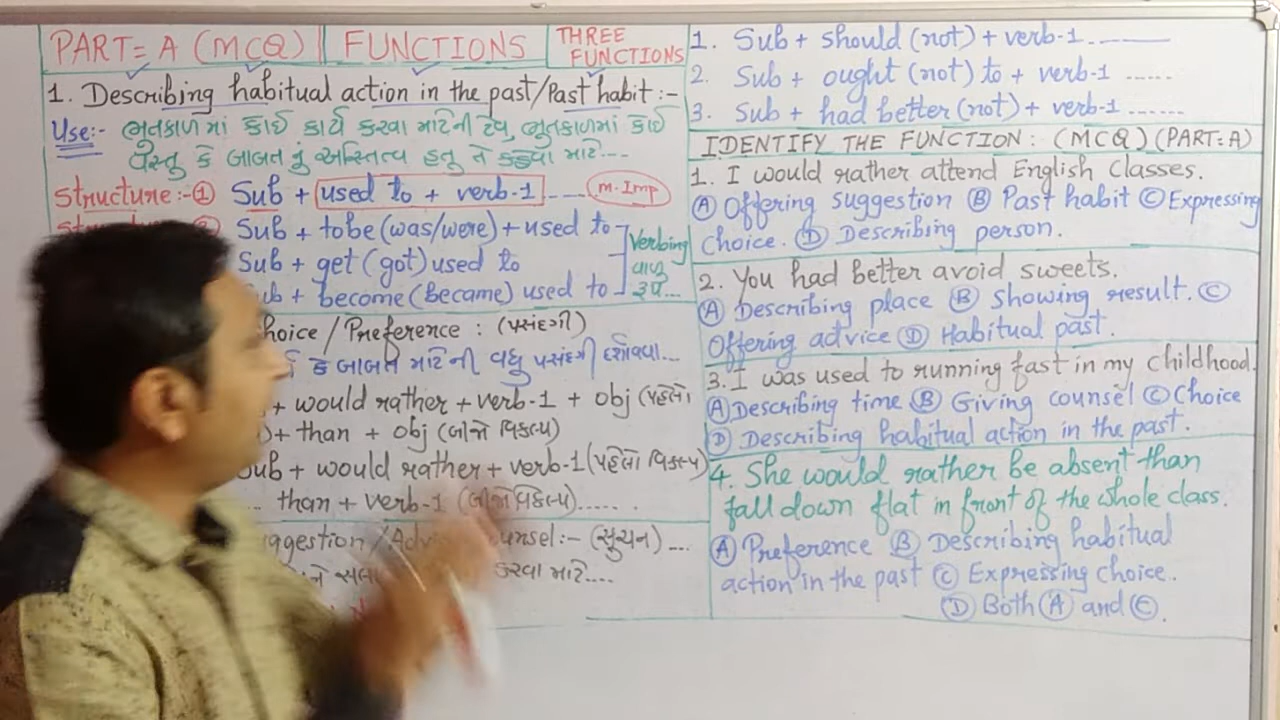 PART= A (MCQ) || FUNCTIONS
THREE
FUNCTIONS
1. Describing habitual action in the past/Past habit :-
Use:- ભુતકાળમાં કોઈ કાર્ય કરવા માટેની ટેવ, ભુતકાળમાં કોઈ
વસ્તુ કે બાબત નું અસ્તિત્વ હતુ તે કહેવા માટે....
Structure:-① Sub + used to + verb-1 ...... m.Imp
② Sub + tobe (was/were) + used to
Sub + get (got) used to
Sub + become (became) used to
Verbing
વાળુ
રૂપ...
hoice / Preference : (પસંદગી)
કે બાબત માટેની વધુ પસંદગી દર્શાવવા...
+ would rather + verb-1 + obj (પહેલો
+ than + obj (બીજો વિકલ્પ)
Sub + would rather + verb-1 (પહેલો વિકલ્પ)
than + verb-1 (બીજો વિકલ્પ)......
ggestion / unsel:- (સૂચન) ....
કરવા માટે....
1. Sub + should (not) + verb-1.————
2. Sub + ought (not) to + verb-1 .....
3. Sub + had better (not) + verb-1 ......
IDENTIFY THE FUNCTION : (MCQ) (PART:A)
1. I would rather attend English Classes.
Ⓐ Offering suggestion Ⓑ Past habit Ⓒ Expressing
choice. Ⓓ Describing person.
2. You had better avoid sweets.
Ⓐ Describing place Ⓑ Showing result. Ⓒ
Offering advice Ⓓ Habitual past.
3. I was used to running fast in my childhood.
Ⓐ Describing time Ⓑ Giving counsel Ⓒ Choice
Ⓓ Describing habitual action in the past.
4. She would rather be absent than
fall down flat in front of the whole class.
Ⓐ Preference Ⓑ Describing habitual
action in the past Ⓒ Expressing choice.
Ⓓ Both Ⓐ and Ⓒ.